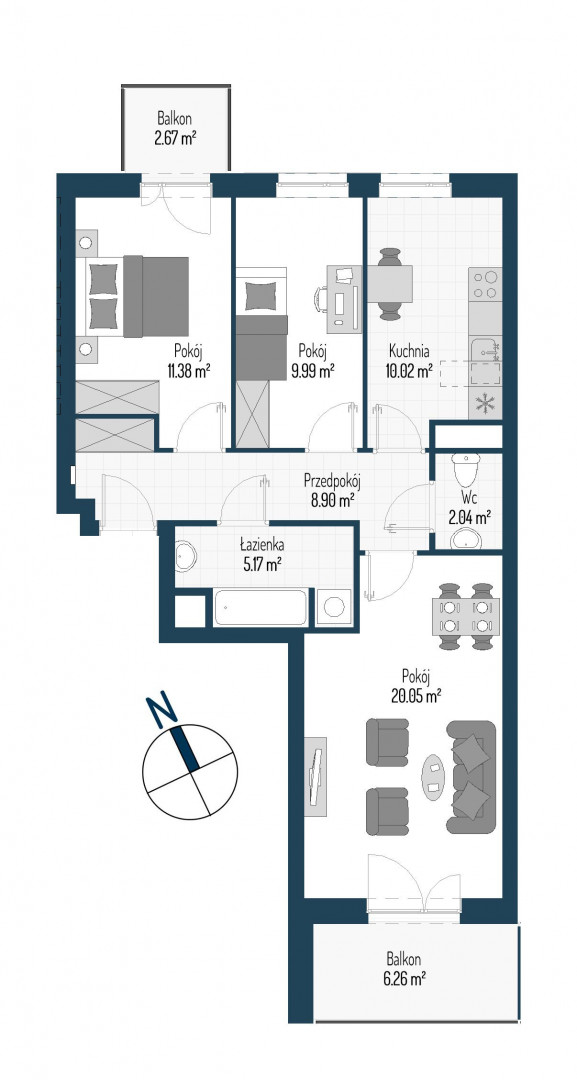 Balkon
2.67 m²
Pokój
11.38 m²
Pokój
9.99 m²
Kuchnia
10.02 m²
Przedpokój
8.90 m²
Wc
2.04 m²
Łazienka
5.17 m²
Pokój
20.05 m²
N
Balkon
6.26 m²